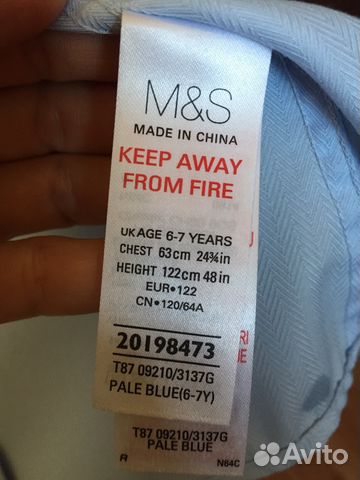 M&S
MADE IN CHINA
KEEP AWAY
FROM FIRE
UK AGE 6-7 YEARS
CHEST 63cm 24¾in
HEIGHT 122cm 48in
EUR•122
CN•120/64A
20198473
T87 09210/3137G
PALE BLUE(6-7Y)
T87 09210/3137G
PALE BLUE
R N64C
Avito